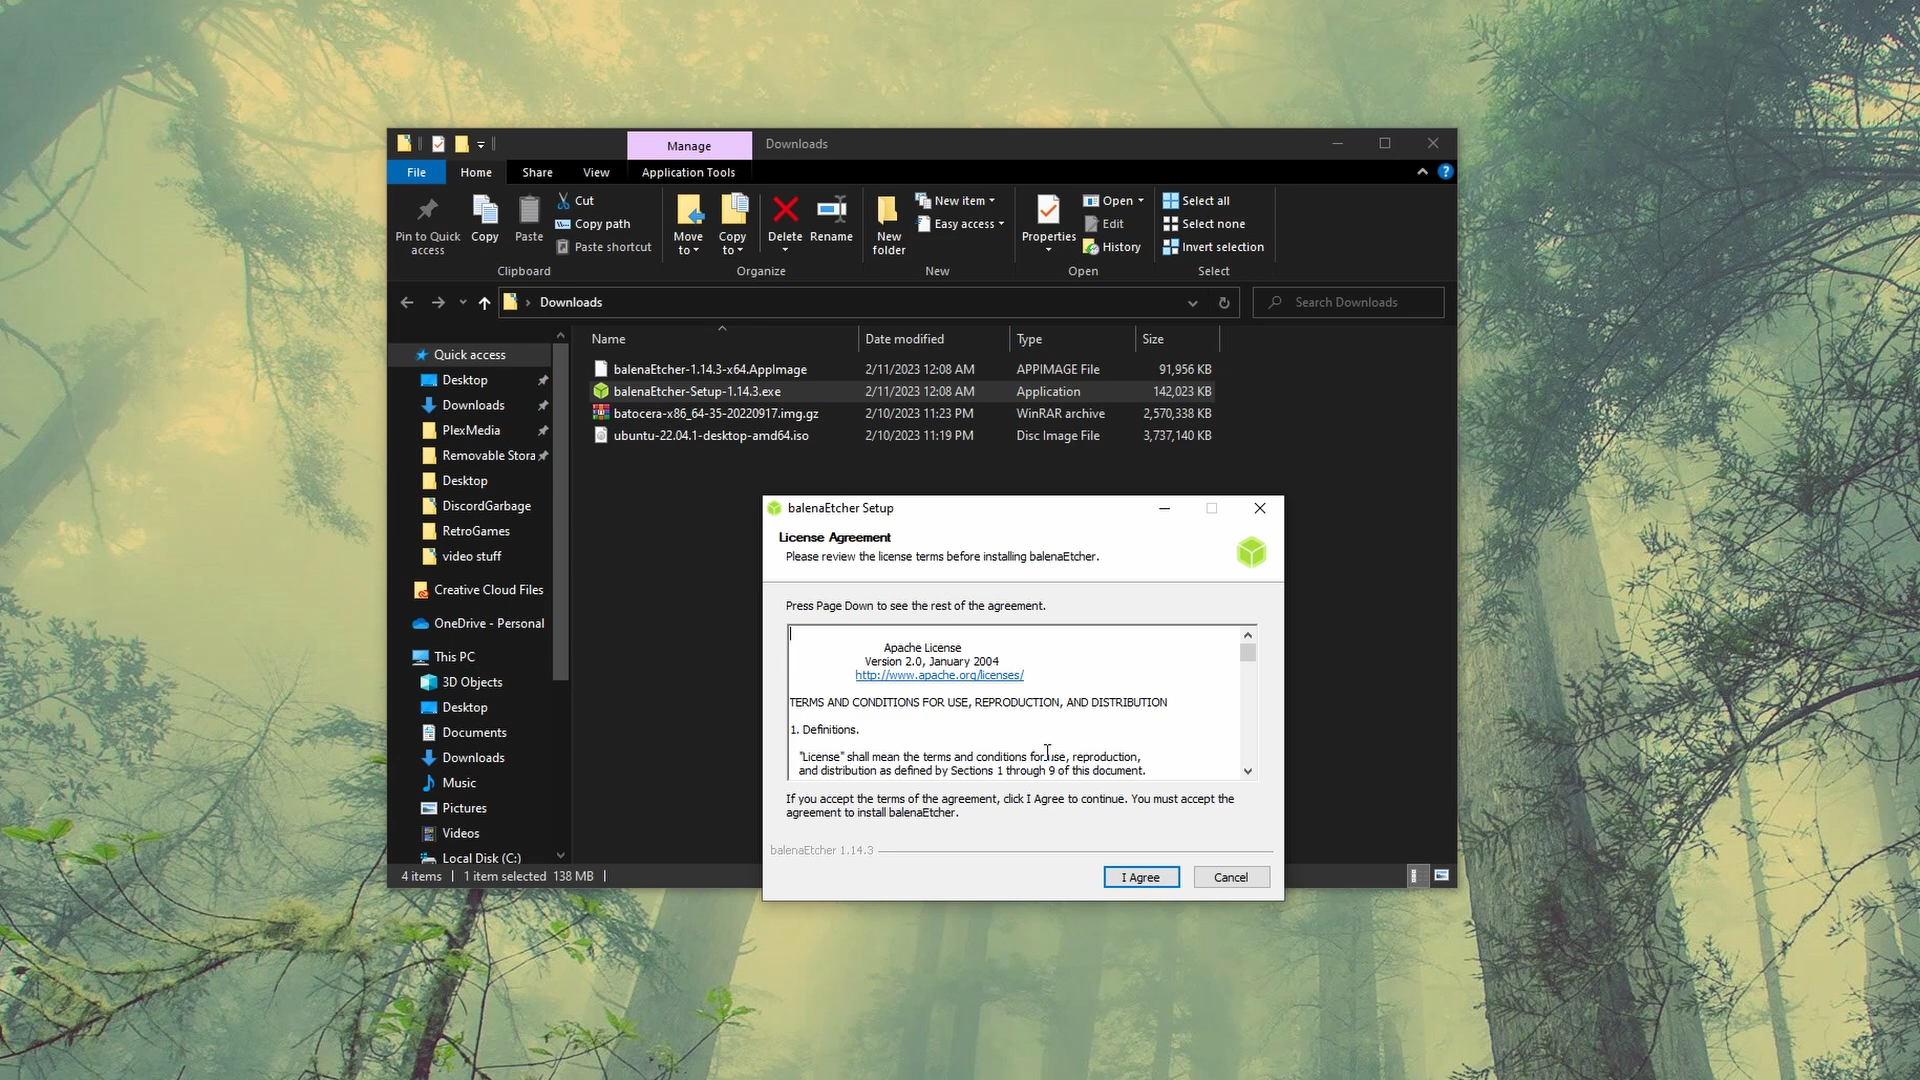 Manage
Downloads
File
Home
Share
View
Application Tools
Pin to Quick access
Copy
Paste
Cut
Copy path
Paste shortcut
Clipboard
Move to
Copy to
Delete
Rename
Organize
New folder
New item
Easy access
New
Properties
Open
Edit
History
Open
Select all
Select none
Invert selection
Select
Downloads
Search Downloads
Name
Date modified
Type
Size
balenaEtcher-1.14.3-x64.AppImage 2/11/2023 12:08 AM APPIMAGE File 91,956 KB
balenaEtcher-Setup-1.14.3.exe 2/11/2023 12:08 AM Application 142,023 KB
batocera-x86_64-35-20220917.img.gz 2/10/2023 11:23 PM WinRAR archive 2,570,338 KB
ubuntu-22.04.1-desktop-amd64.iso 2/10/2023 11:19 PM Disc Image File 3,737,140 KB
Quick access
Desktop
Downloads
PlexMedia
Removable Stora
Desktop
DiscordGarbage
RetroGames
video stuff
Creative Cloud Files
OneDrive - Personal
This PC
3D Objects
Desktop
Documents
Downloads
Music
Pictures
Videos
Local Disk (C:)
4 items
1 item selected 138 MB
balenaEtcher Setup
License Agreement
Please review the license terms before installing balenaEtcher.
Press Page Down to see the rest of the agreement.
Apache License
Version 2.0, January 2004
http://www.apache.org/licenses/
TERMS AND CONDITIONS FOR USE, REPRODUCTION, AND DISTRIBUTION
1. Definitions.
"License" shall mean the terms and conditions for use, reproduction,
and distribution as defined by Sections 1 through 9 of this document.
If you accept the terms of the agreement, click I Agree to continue. You must accept the
agreement to install balenaEtcher.
balenaEtcher 1.14.3
I Agree
Cancel